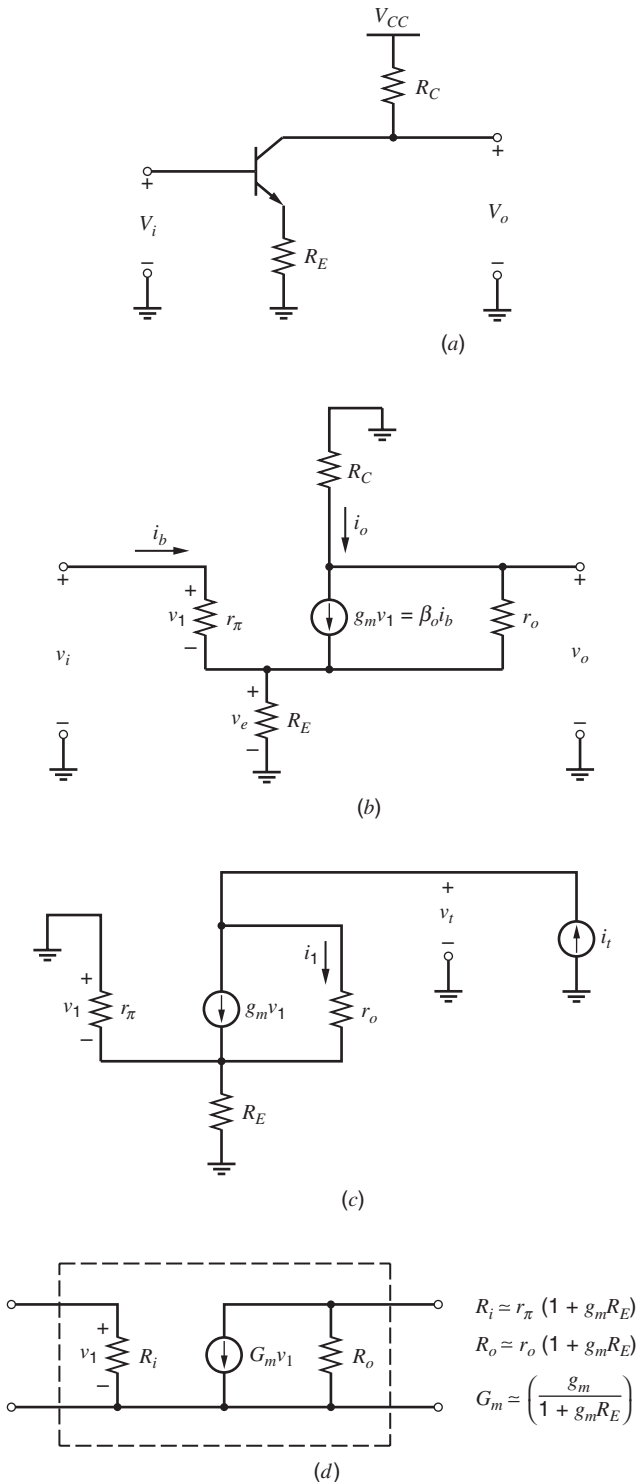 V_CC
R_C
+ +
V_i V_o
− −
R_E
(a)
R_C
i_o
i_b
+ + +
v_1 r_π g_m v_1 = β_o i_b r_o
−
v_i v_o
+
v_e R_E
−
− −
(b)
+
v_t
−
i_t
i_1
+
v_1 r_π g_m v_1 r_o
−
R_E
(c)
+
v_1 R_i G_m v_1 R_o
−
R_i ≃ r_π (1 + g_m R_E)
R_o ≃ r_o (1 + g_m R_E)
G_m ≃ ( g_m / 1 + g_m R_E )
(d)